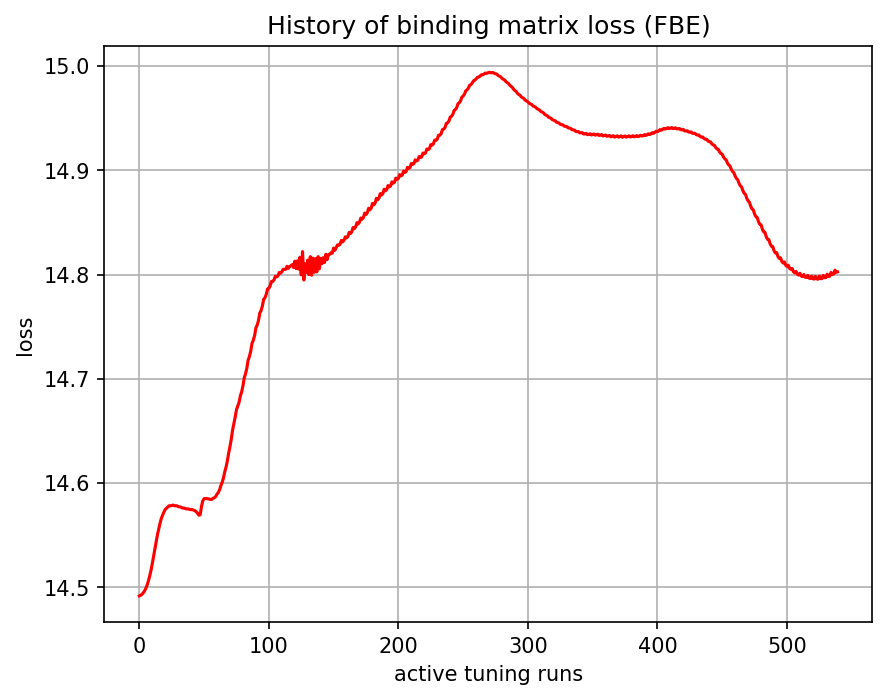 History of binding matrix loss (FBE)
15.0
14.9
14.8
14.7
14.6
14.5
loss
0 100 200 300 400 500
active tuning runs